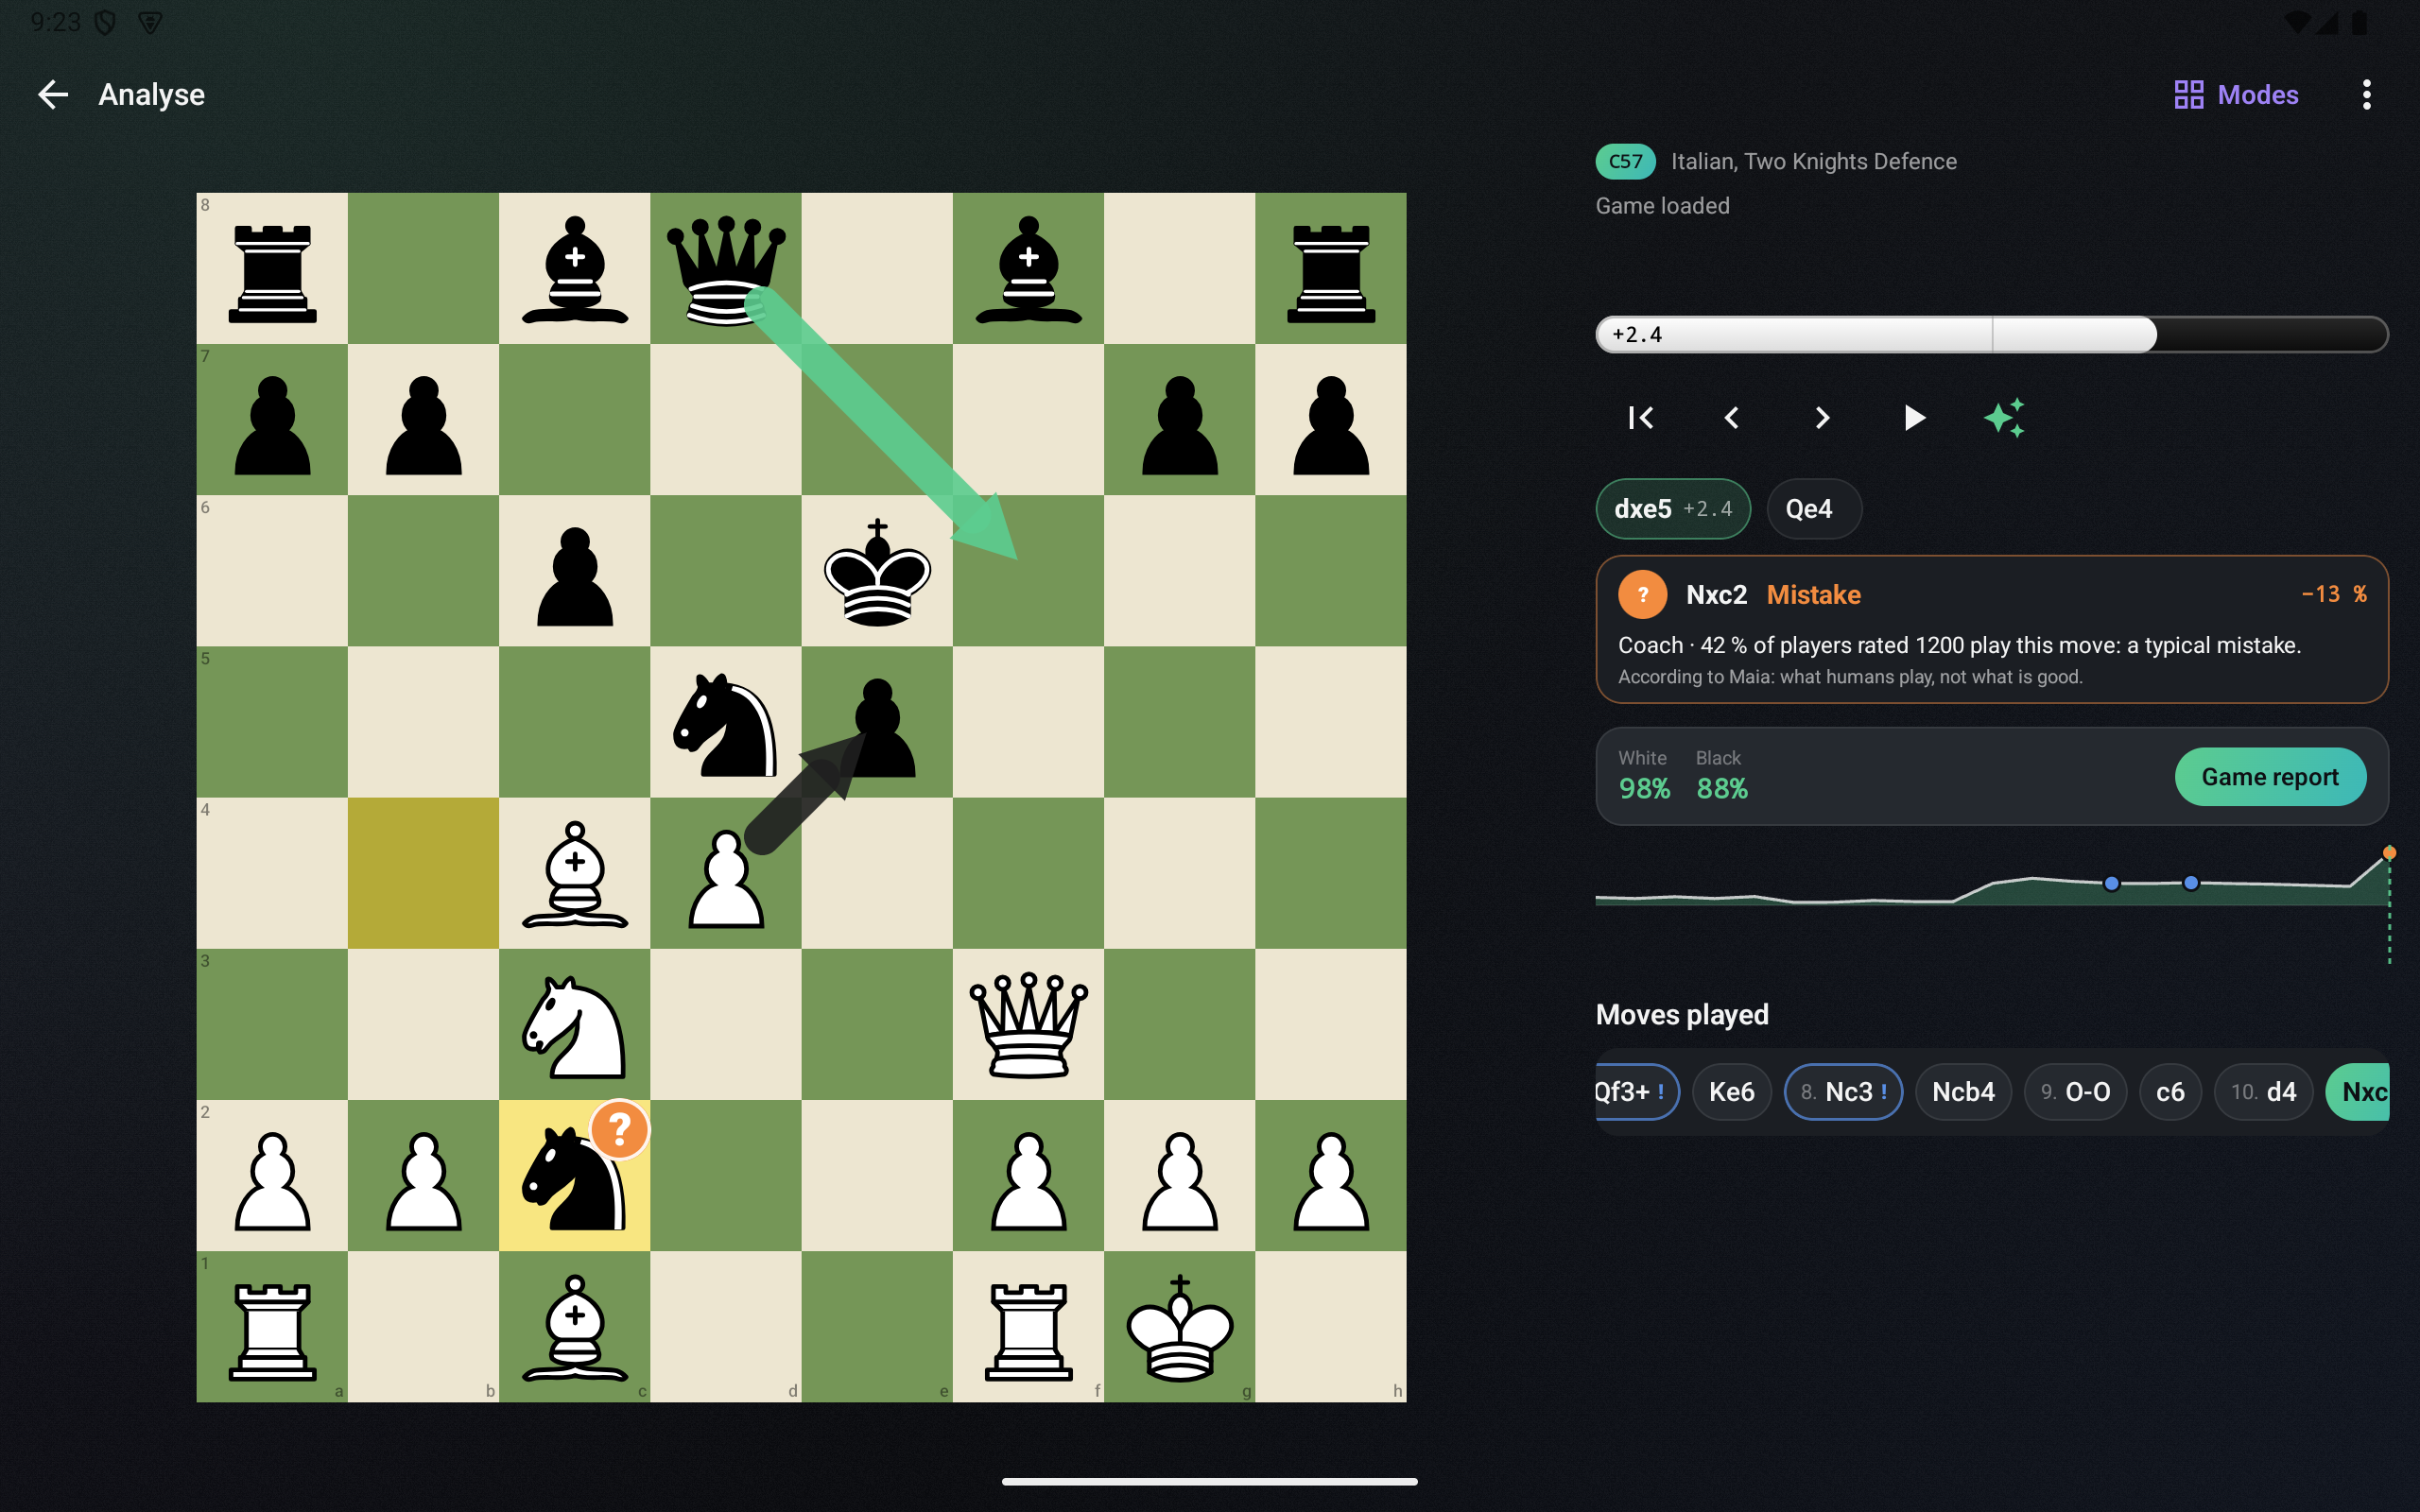 9:23
Analyse
Modes
C57 Italian, Two Knights Defence
Game loaded
+2.4
dxe5 +2.4 Qe4
? Nxc2 Mistake −13 %
Coach · 42 % of players rated 1200 play this move: a typical mistake.
According to Maia: what humans play, not what is good.
White Black
98% 88%
Game report
Moves played
Qf3+ ! Ke6 8. Nc3 ! Ncb4 9. O-O c6 10. d4 Nxc
8
7
6
5
4
3
2
?
1
a b c d e f g h